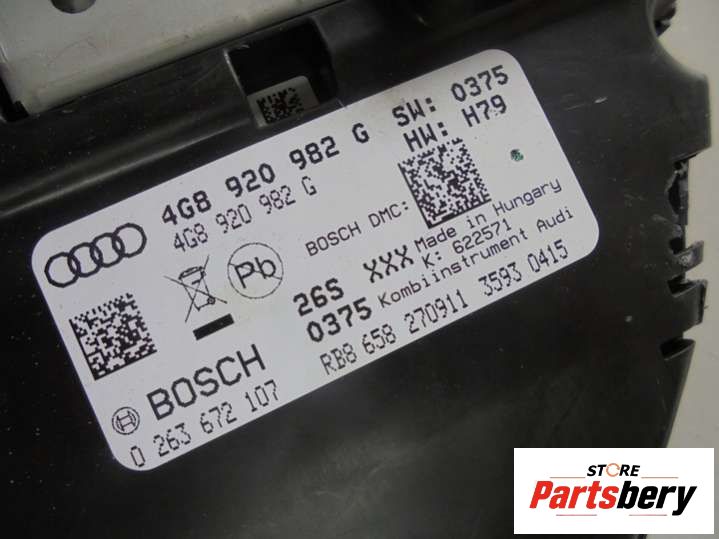 4G8 920 982 G SW: 0375
4G8 920 982 G HW: H79
BOSCH DMC:
Pb
26S XXX Made in Hungary
K: 622571
0375 Kombiinstrument Audi
RB8 658 270911 3593 0415
BOSCH
0 263 672 107
STORE
Partsbery